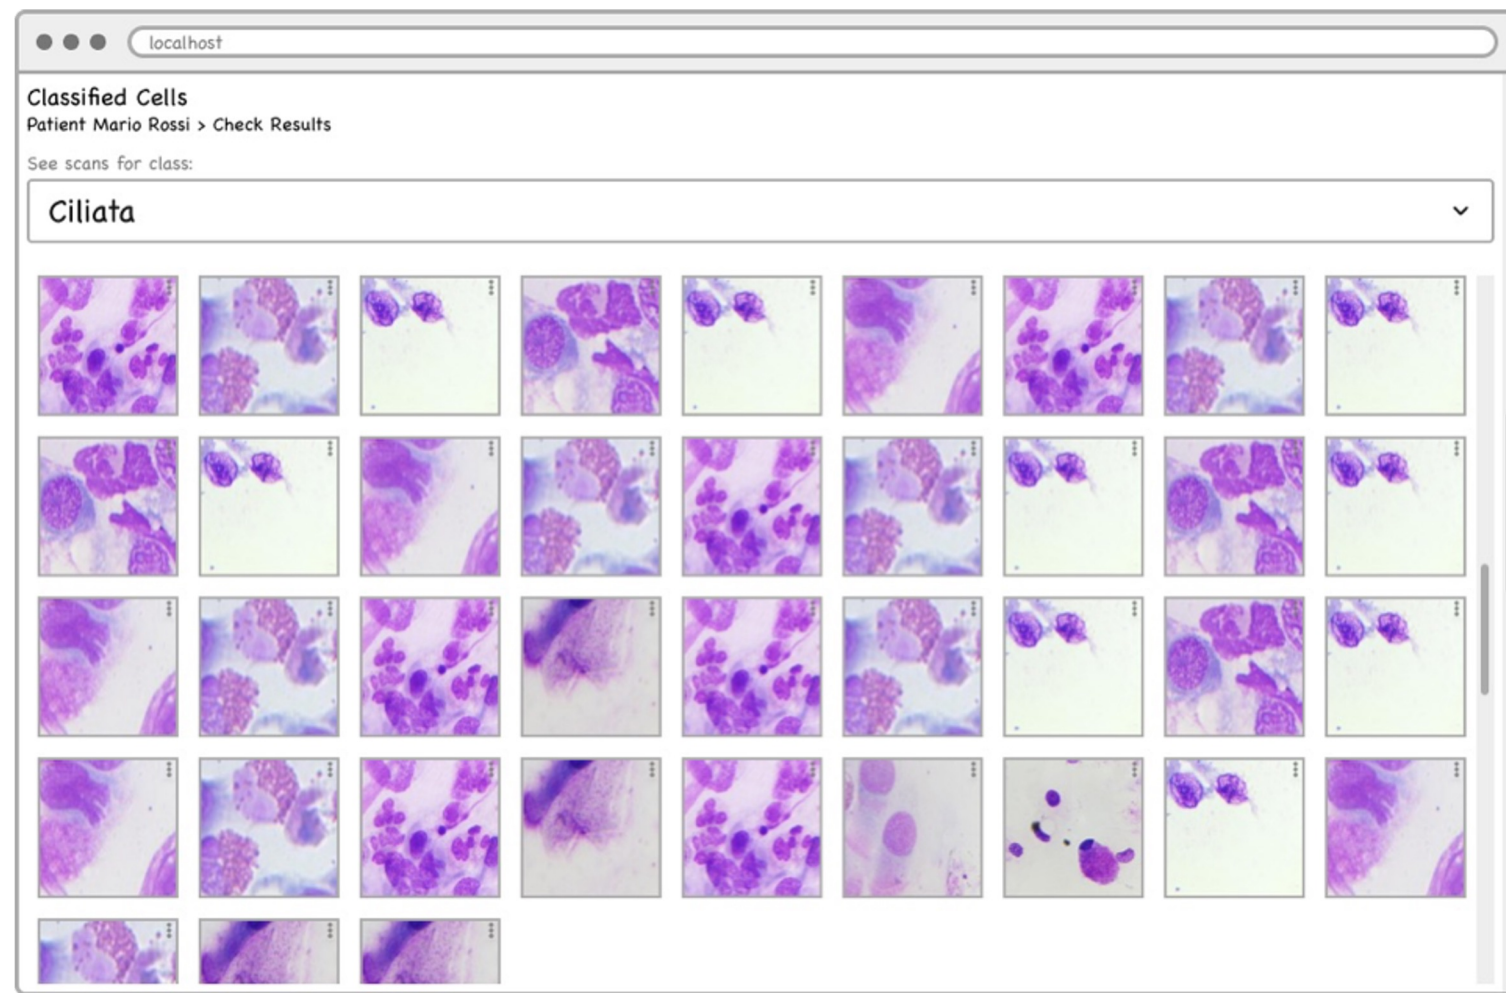 localhost
Classified Cells
Patient Mario Rossi > Check Results
See scans for class:
Ciliata